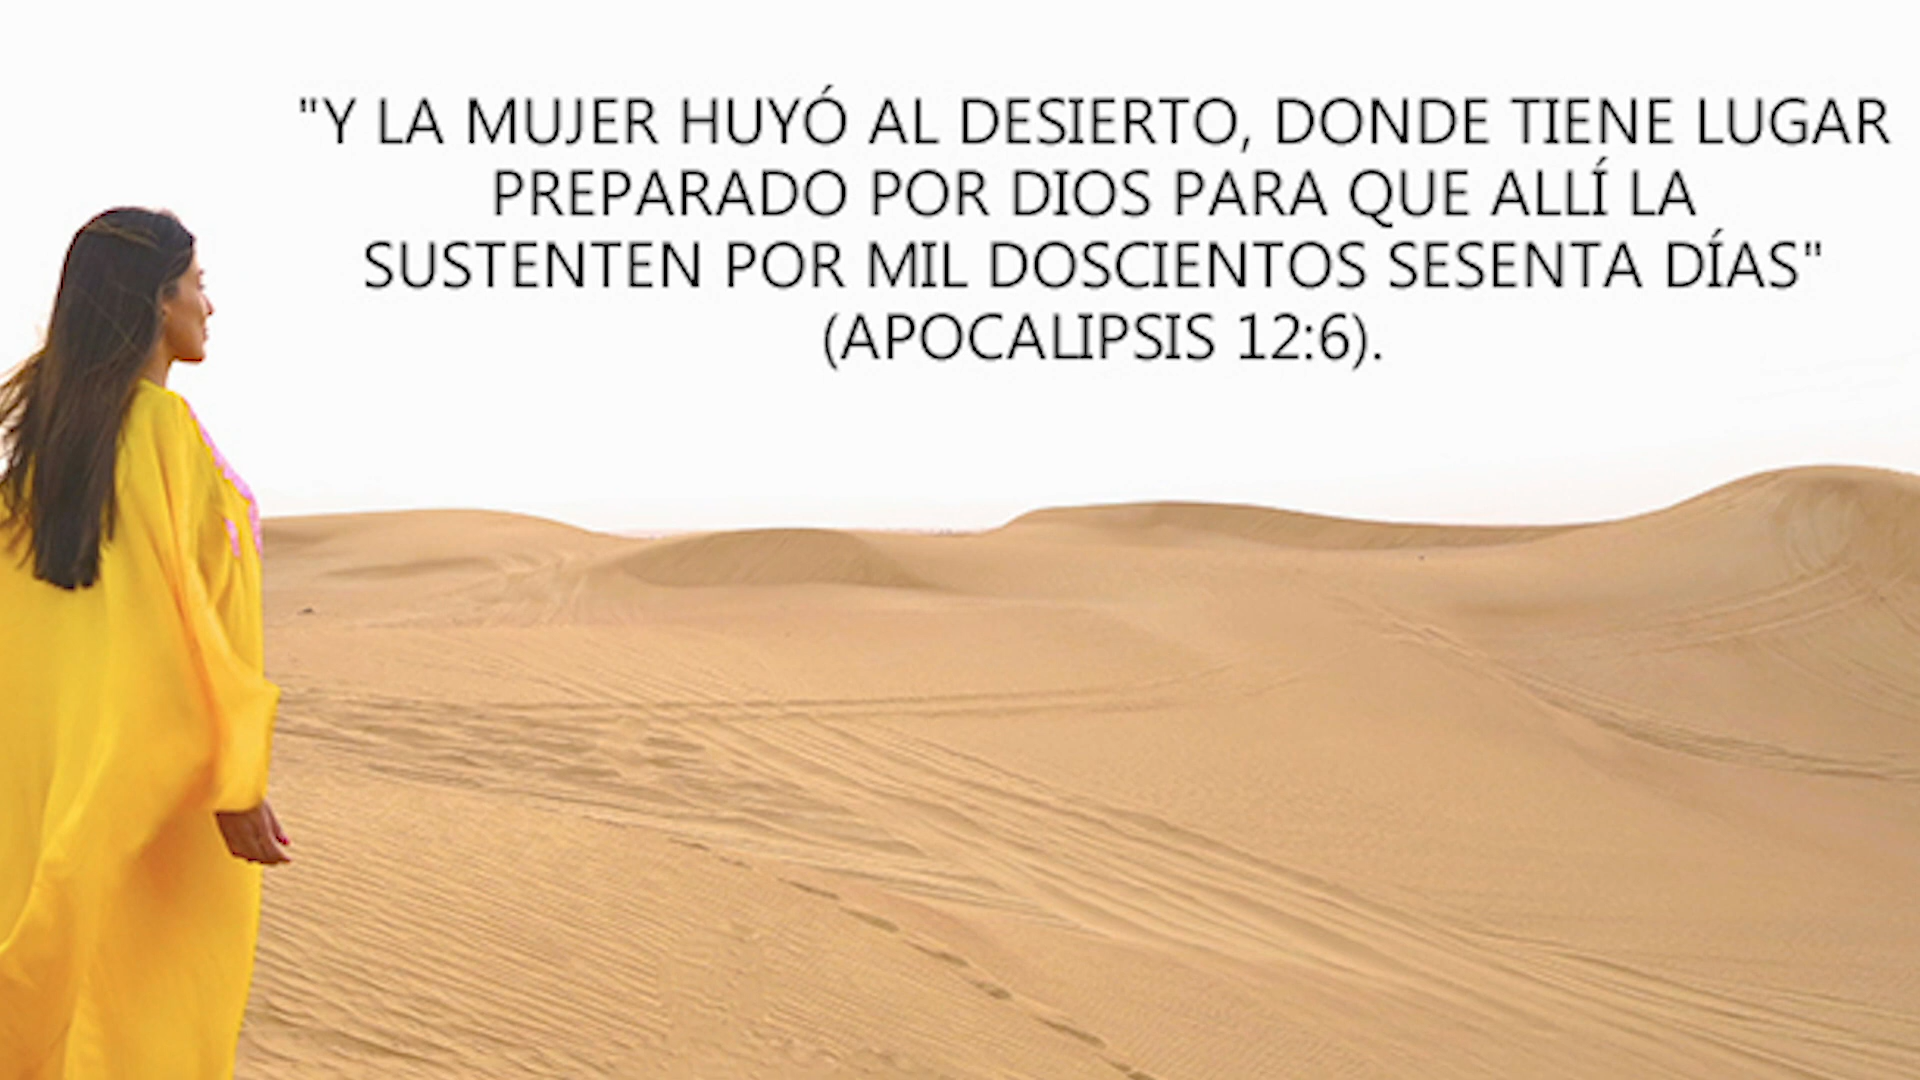 "Y LA MUJER HUYÓ AL DESIERTO, DONDE TIENE LUGAR
PREPARADO POR DIOS PARA QUE ALLÍ LA
SUSTENTEN POR MIL DOSCIENTOS SESENTA DÍAS"
(APOCALIPSIS 12:6).